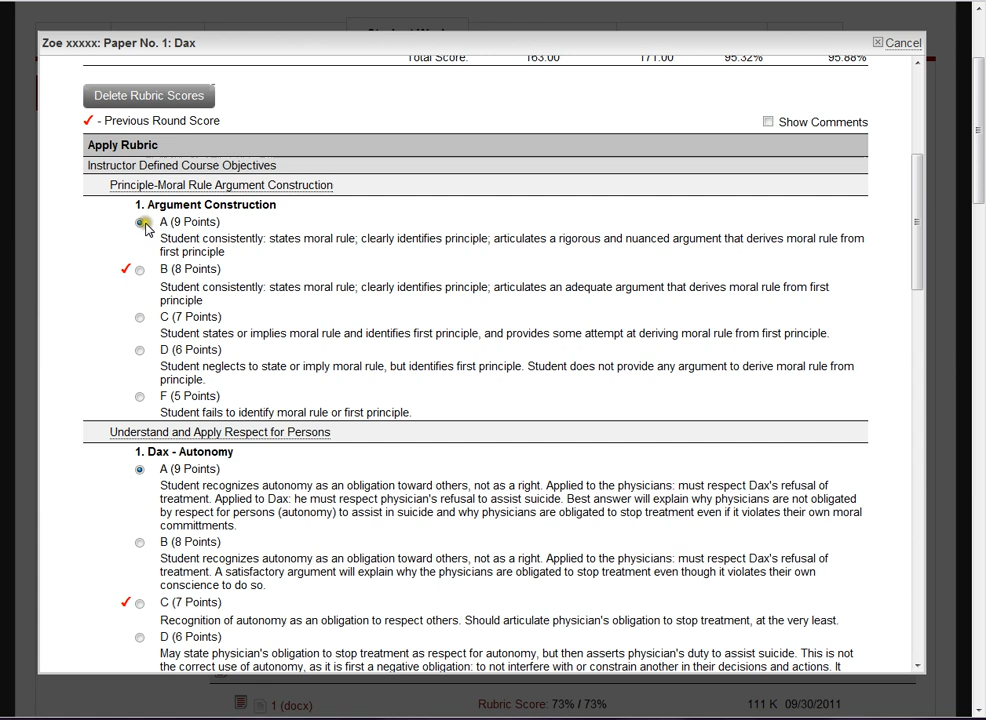 Zoe xxxxx: Paper No. 1: Dax
Cancel
Total Score: 163.00 171.00 95.32% 95.88%
Delete Rubric Scores
- Previous Round Score
Show Comments
Apply Rubric
Instructor Defined Course Objectives
Principle-Moral Rule Argument Construction
1. Argument Construction
A (9 Points)
Student consistently: states moral rule; clearly identifies principle; articulates a rigorous and nuanced argument that derives moral rule from
first principle
B (8 Points)
Student consistently: states moral rule; clearly identifies principle; articulates an adequate argument that derives moral rule from first
principle
C (7 Points)
Student states or implies moral rule and identifies first principle, and provides some attempt at deriving moral rule from first principle.
D (6 Points)
Student neglects to state or imply moral rule, but identifies first principle. Student does not provide any argument to derive moral rule from
principle.
F (5 Points)
Student fails to identify moral rule or first principle.
Understand and Apply Respect for Persons
1. Dax - Autonomy
A (9 Points)
Student recognizes autonomy as an obligation toward others, not as a right. Applied to the physicians: must respect Dax's refusal of
treatment. Applied to Dax: he must respect physician's refusal to assist suicide. Best answer will explain why physicians are not obligated
by respect for persons (autonomy) to assist in suicide and why physicians are obligated to stop treatment even if it violates their own moral
committments.
B (8 Points)
Student recognizes autonomy as an obligation toward others, not as a right. Applied to the physicians: must respect Dax's refusal of
treatment. A satisfactory argument will explain why the physicians are obligated to stop treatment even though it violates their own
conscience to do so.
C (7 Points)
Recognition of autonomy as an obligation to respect others. Should articulate physician's obligation to stop treatment, at the very least.
D (6 Points)
May state physician's obligation to stop treatment as respect for autonomy, but then asserts physician's duty to assist suicide. This is not
the correct use of autonomy, as it is first a negative obligation: to not interfere with or constrain another in their decisions and actions. It
1 (docx) Rubric Score: 73% / 73% 111 K 09/30/2011